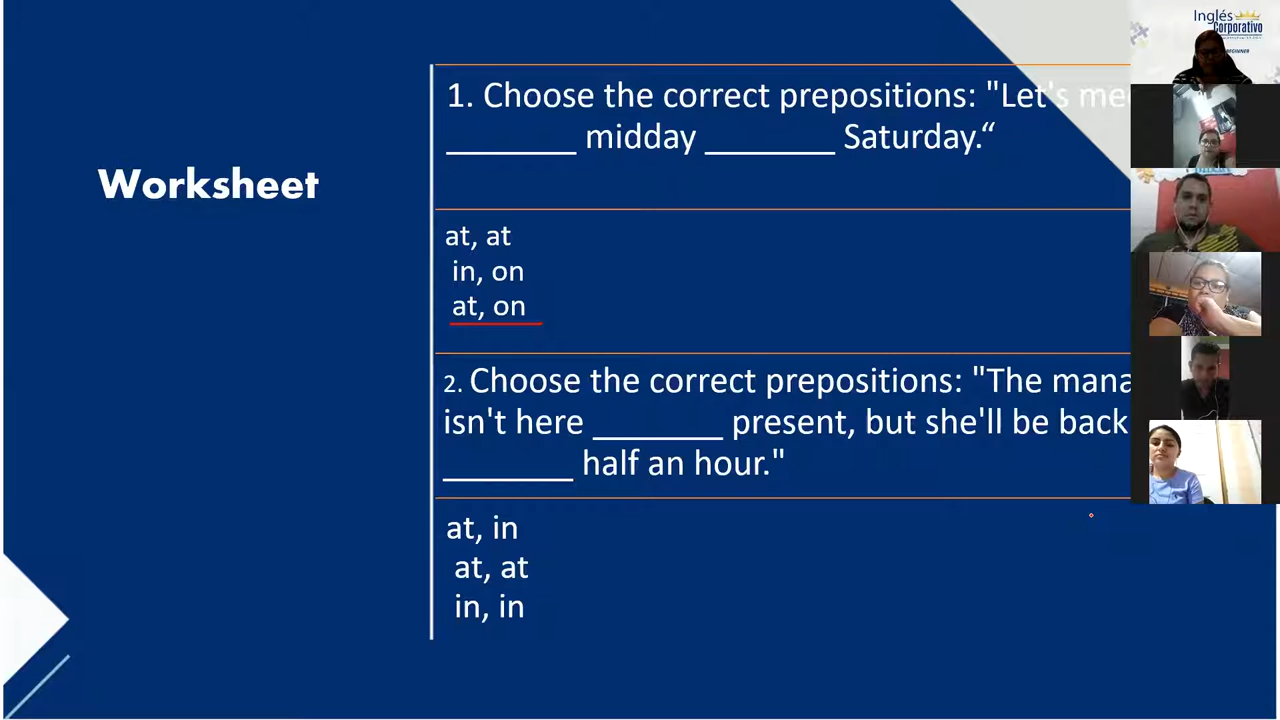 Inglés
Corporativo
BEGINNER
1. Choose the correct prepositions: "Let's
________ midday ________ Saturday.“
Worksheet
at, at
in, on
at, on
2. Choose the correct prepositions: "The
isn't here ________ present, but she'll be back
________ half an hour."
at, in
at, at
in, in